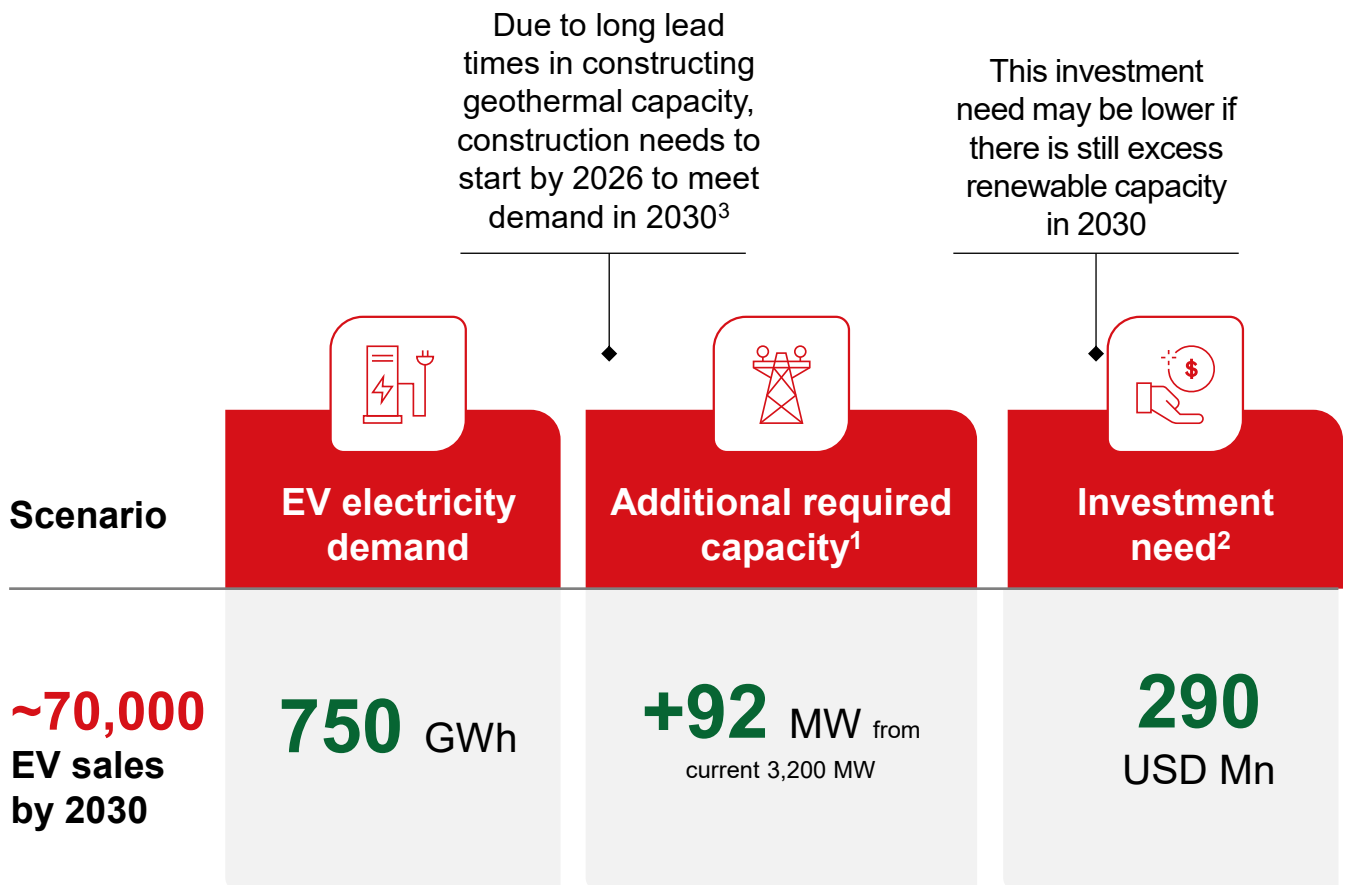 Due to long lead
times in constructing
geothermal capacity,
construction needs to
start by 2026 to meet
demand in 2030³
This investment
need may be lower if
there is still excess
renewable capacity
in 2030
$
Scenario
EV electricity
demand
Additional required
capacity¹
Investment
need²
~70,000
EV sales
by 2030
750 GWh
+92 MW from
current 3,200 MW
290
USD Mn